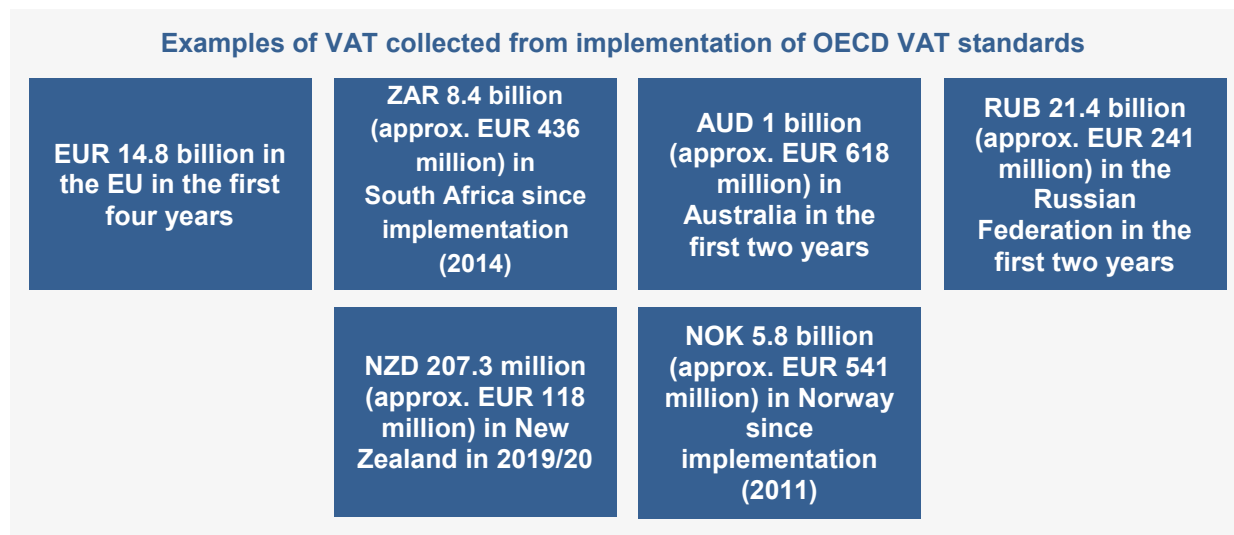 Examples of VAT collected from implementation of OECD VAT standards
EUR 14.8 billion in
the EU in the first
four years
ZAR 8.4 billion
(approx. EUR 436
million) in
South Africa since
implementation
(2014)
AUD 1 billion
(approx. EUR 618
million) in
Australia in the
first two years
RUB 21.4 billion
(approx. EUR 241
million) in the
Russian
Federation in the
first two years
NZD 207.3 million
(approx. EUR 118
million) in New
Zealand in 2019/20
NOK 5.8 billion
(approx. EUR 541
million) in Norway
since
implementation
(2011)